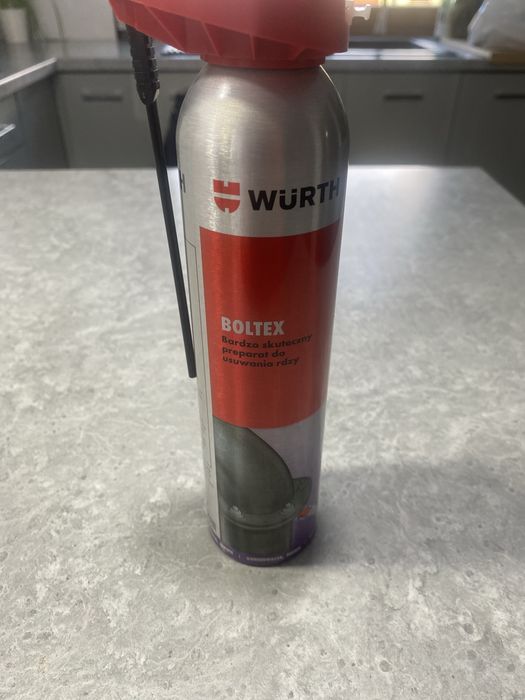 WÜRTH
BOLTEX
Bardzo skuteczny
preparat do
usuwania rdzy